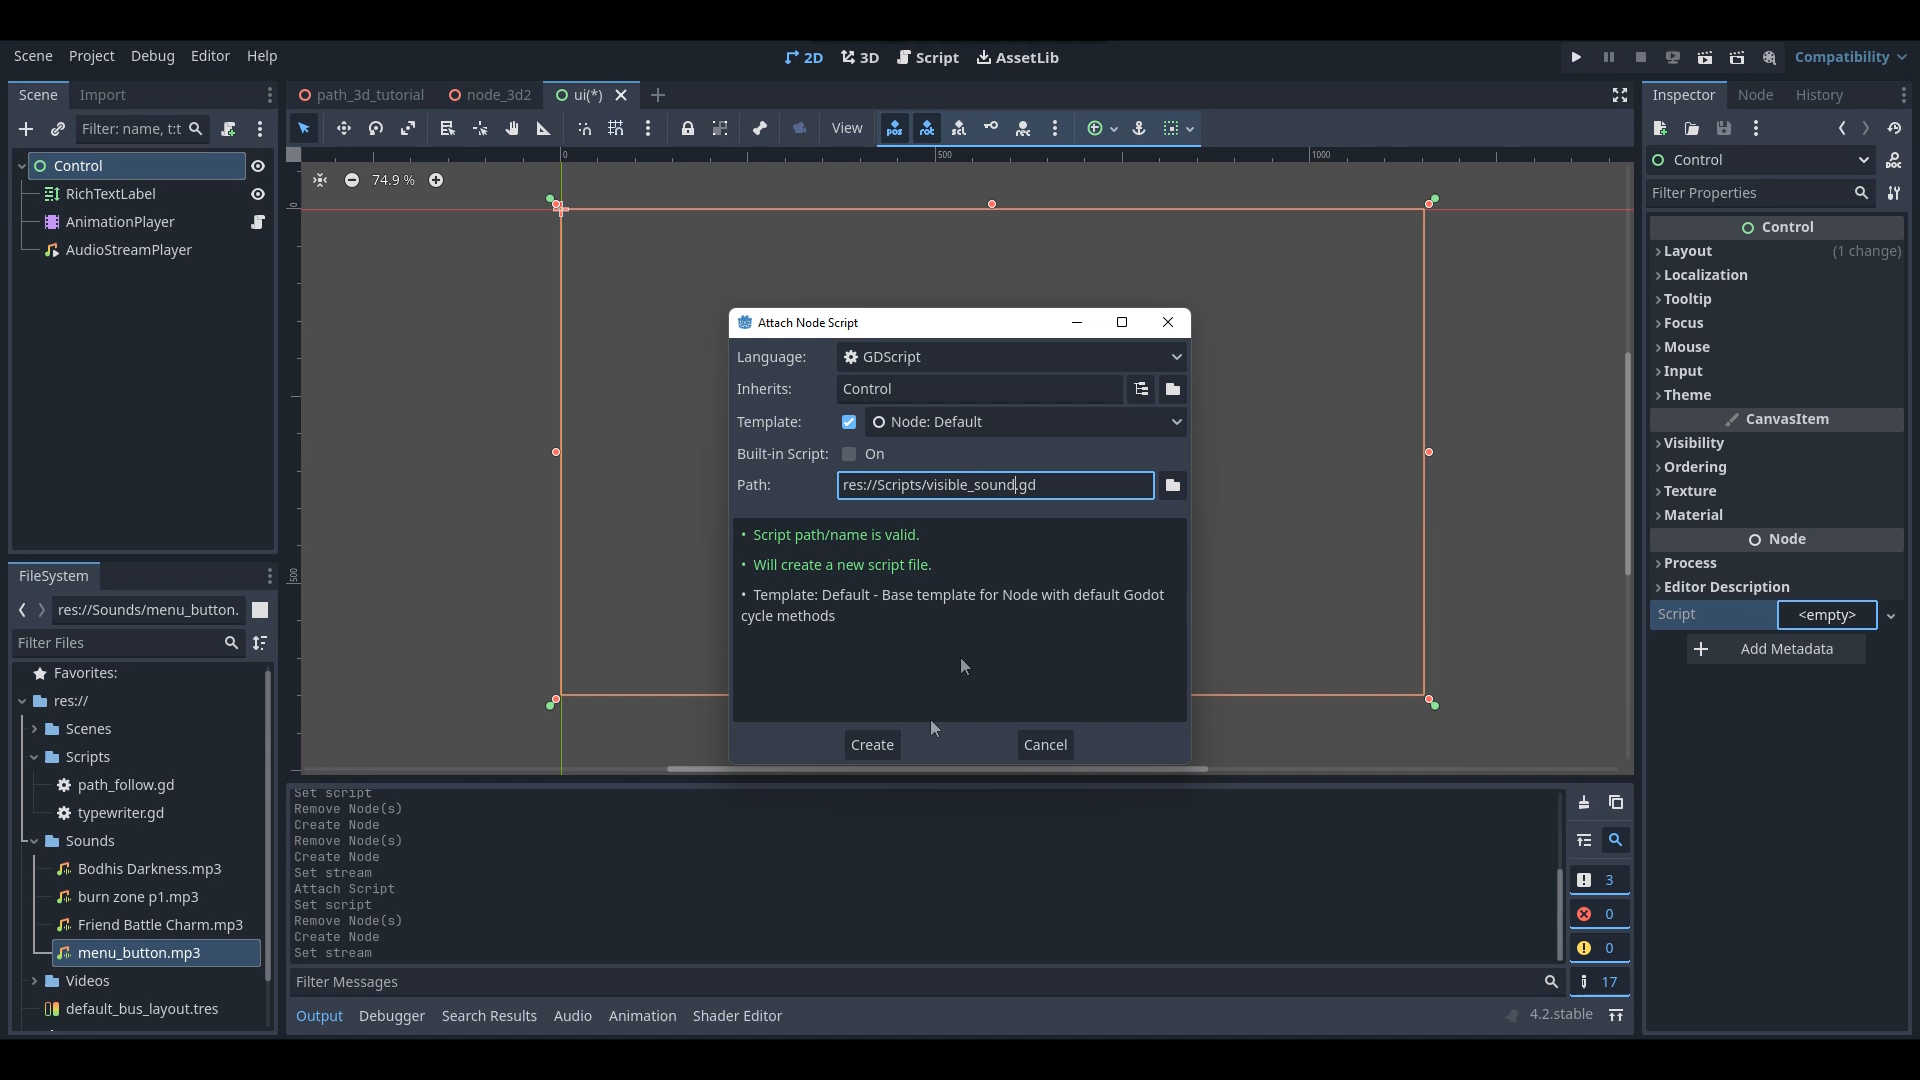 Scene Project Debug Editor Help
2D 3D Script AssetLib
Compatibility
Scene Import
path_3d_tutorial node_3d2 ui(*)
Inspector Node History
Filter: name, t:t
View
Control
RichTextLabel
AnimationPlayer
AudioStreamPlayer
0 500 1000
74.9 %
0
500
Attach Node Script
Language: GDScript
Inherits: Control
Template: Node: Default
Built-in Script: On
Path: res://Scripts/visible_sound.gd
• Script path/name is valid.
• Will create a new script file.
• Template: Default - Base template for Node with default Godot
cycle methods
Create Cancel
Control
Filter Properties
Control
Layout (1 change)
Localization
Tooltip
Focus
Mouse
Input
Theme
CanvasItem
Visibility
Ordering
Texture
Material
Node
Process
Editor Description
Script <empty>
Add Metadata
FileSystem
res://Sounds/menu_button.
Filter Files
Favorites:
res://
Scenes
Scripts
path_follow.gd
typewriter.gd
Sounds
Bodhis Darkness.mp3
burn zone p1.mp3
Friend Battle Charm.mp3
menu_button.mp3
Videos
default_bus_layout.tres
Set script
Remove Node(s)
Create Node
Remove Node(s)
Create Node
Set stream
Attach Script
Set script
Remove Node(s)
Create Node
Set stream
3
0
0
17
Filter Messages
Output Debugger Search Results Audio Animation Shader Editor
4.2.stable